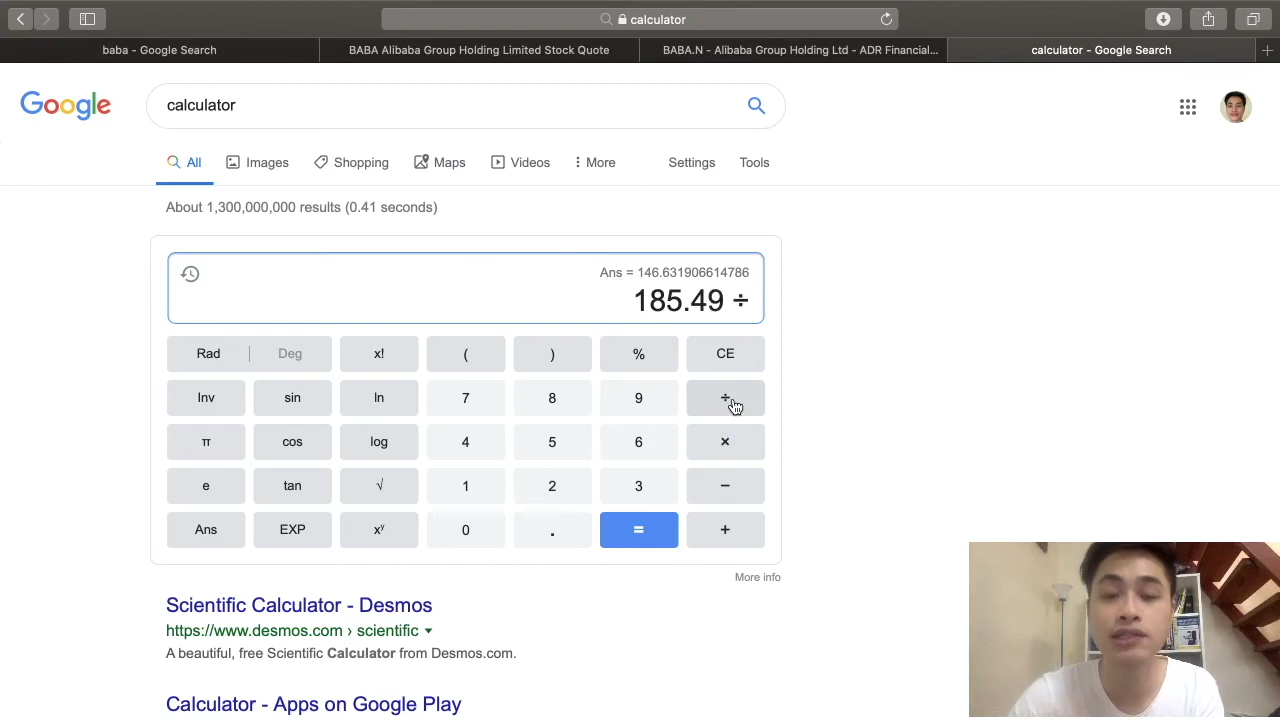 calculator
baba - Google Search
BABA Alibaba Group Holding Limited Stock Quote
BABA.N - Alibaba Group Holding Ltd - ADR Financial...
calculator - Google Search
Google
calculator
All Images Shopping Maps Videos More Settings Tools
About 1,300,000,000 results (0.41 seconds)
Ans = 146.631906614786
185.49 ÷
Rad Deg x! ( ) % CE
Inv sin ln 7 8 9 ÷
π cos log 4 5 6 ×
e tan √ 1 2 3 −
Ans EXP xʸ 0 . = +
More info
Scientific Calculator - Desmos
https://www.desmos.com › scientific
A beautiful, free Scientific Calculator from Desmos.com.
Calculator - Apps on Google Play